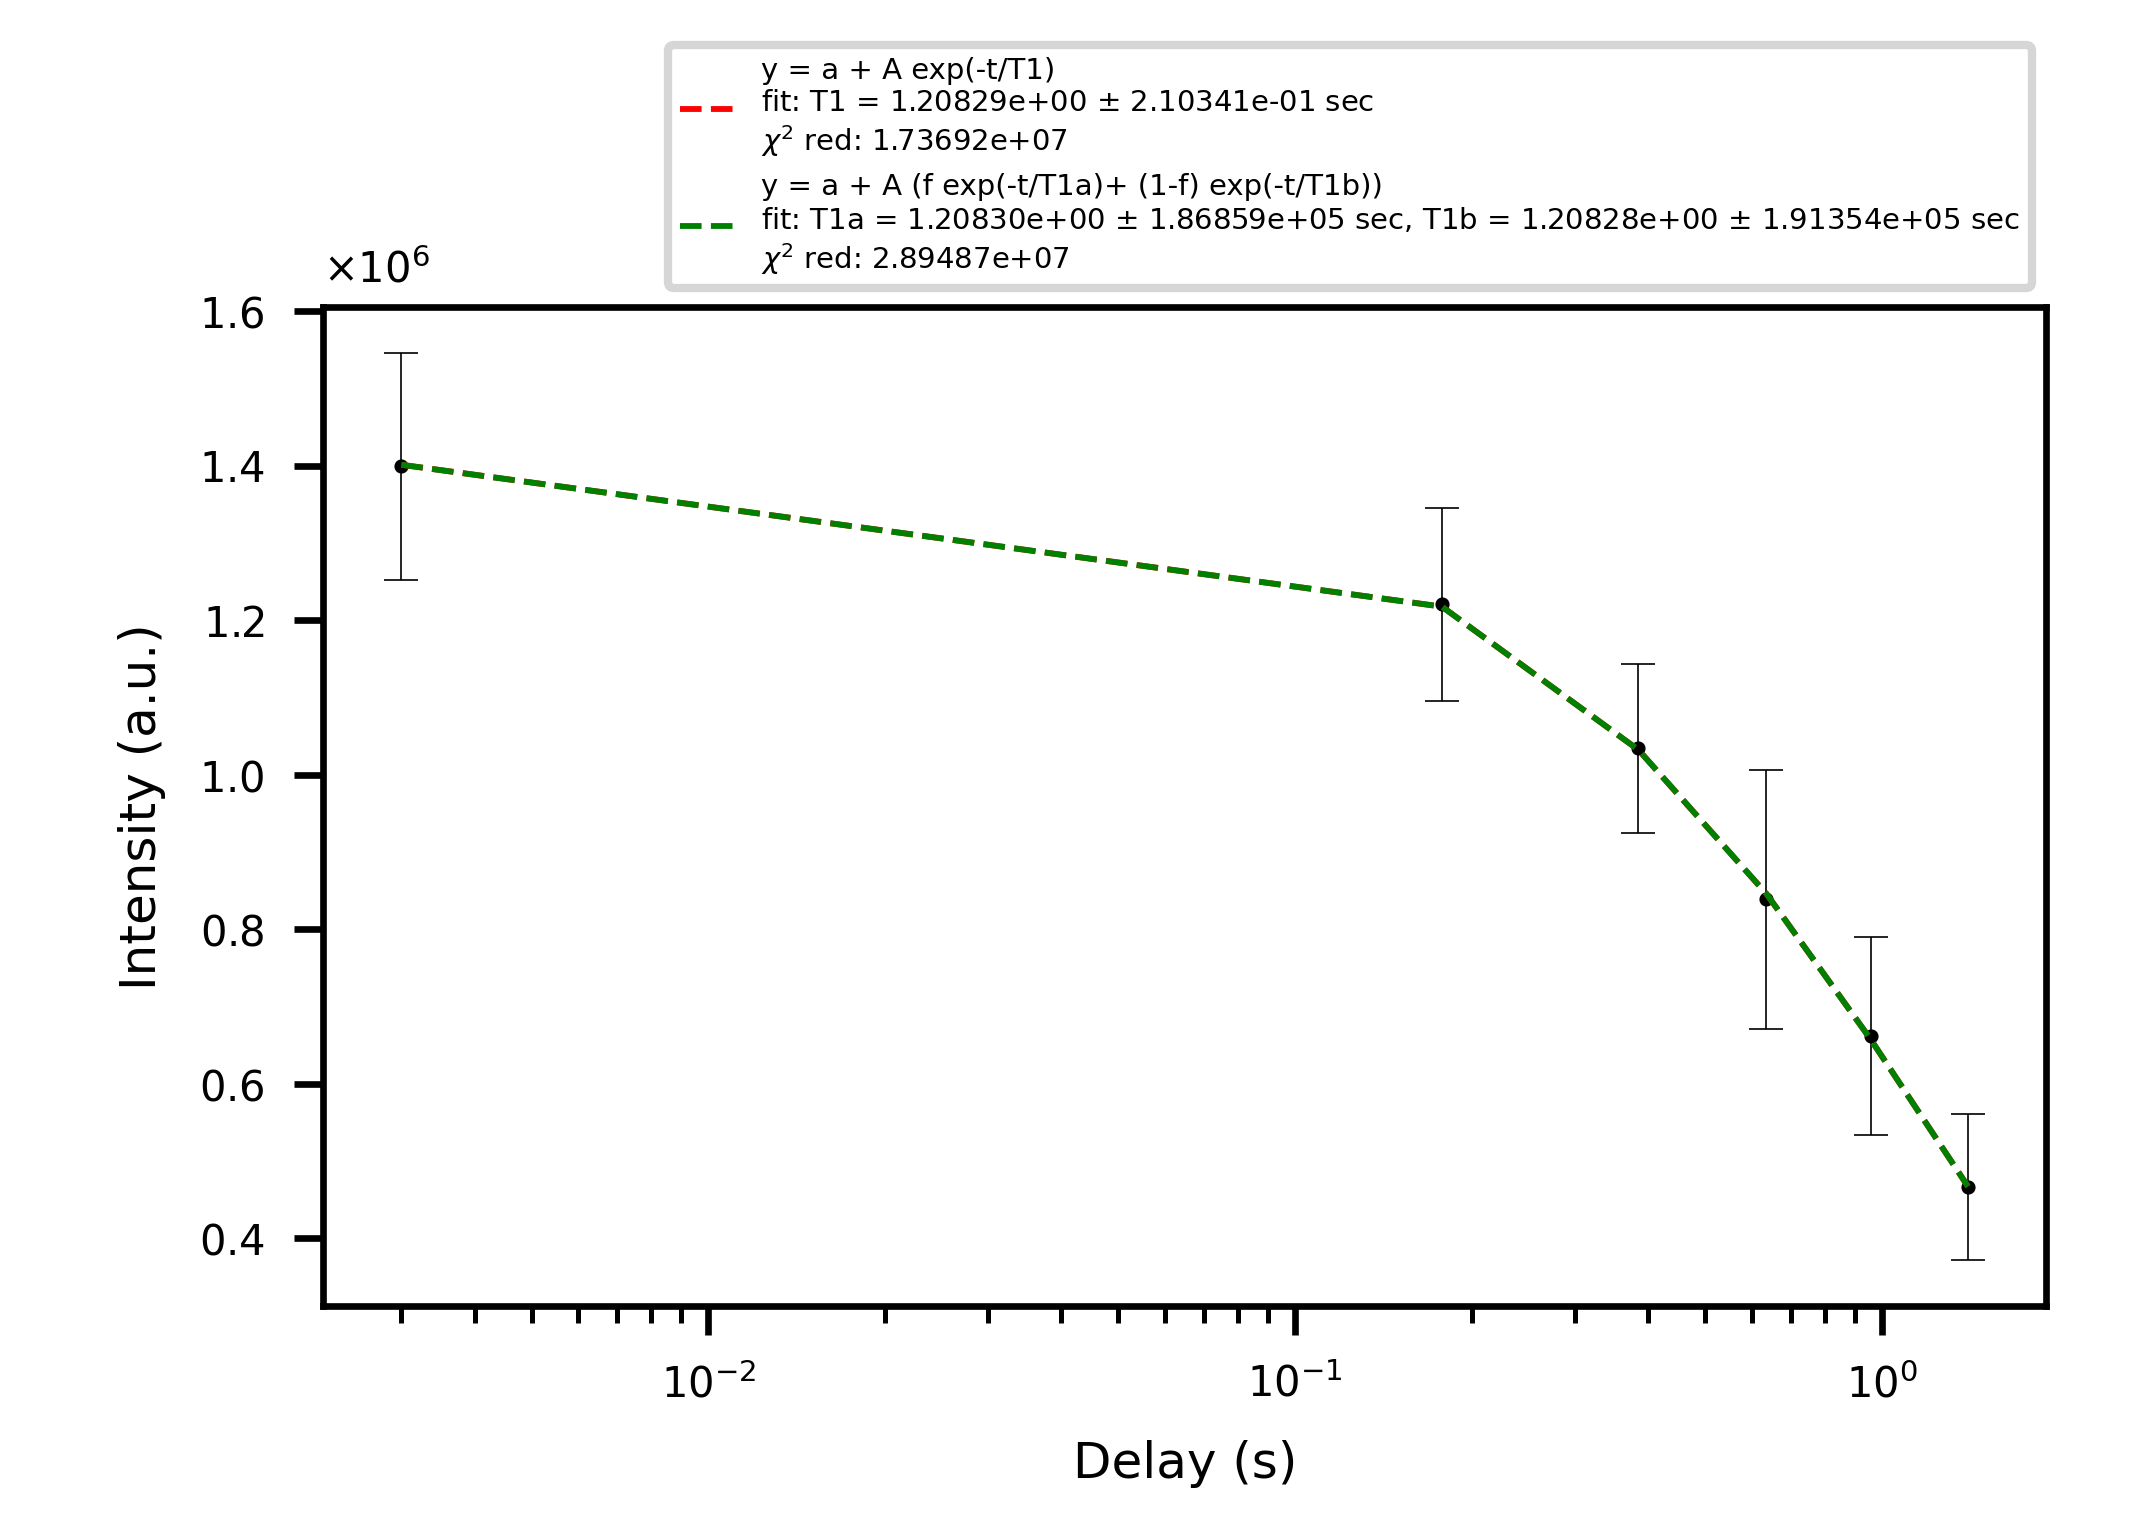 y = a + A exp(-t/T1)
fit: T1 = 1.20829e+00 ± 2.10341e-01 sec
χ² red: 1.73692e+07
y = a + A (f exp(-t/T1a)+ (1-f) exp(-t/T1b))
fit: T1a = 1.20830e+00 ± 1.86859e+05 sec, T1b = 1.20828e+00 ± 1.91354e+05 sec
χ² red: 2.89487e+07
×10⁶
1.6
1.4
1.2
1.0
0.8
0.6
0.4
Intensity (a.u.)
10⁻² 10⁻¹ 10⁰
Delay (s)